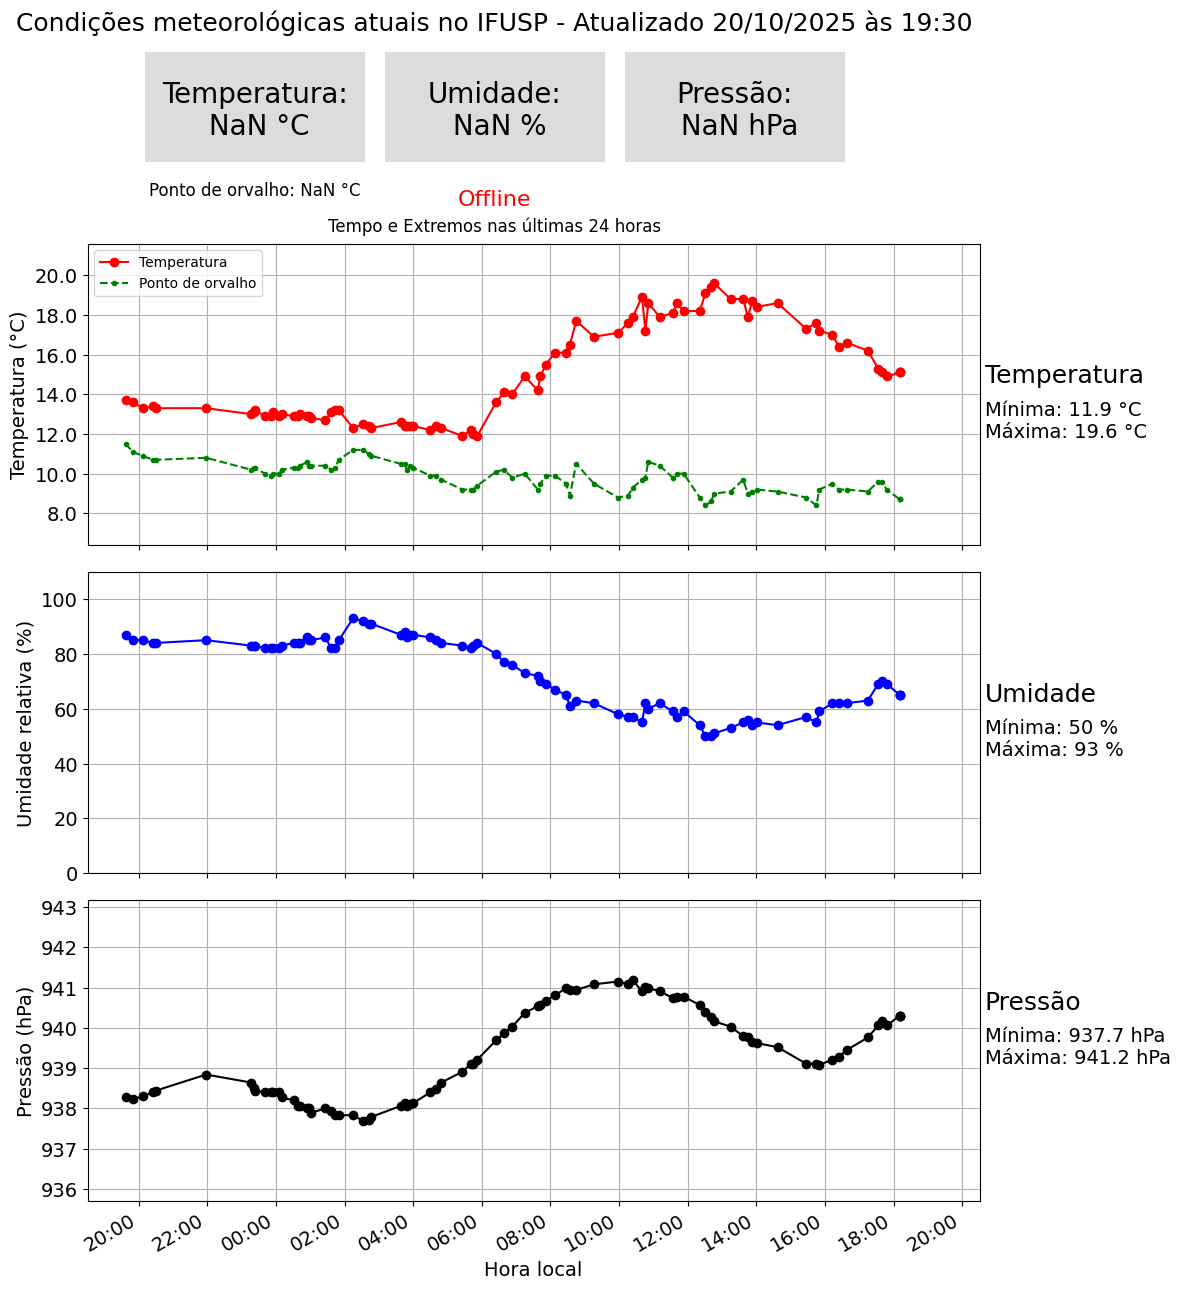 Condições meteorológicas atuais no IFUSP - Atualizado 20/10/2025 às 19:30
Temperatura:
NaN °C
Umidade:
NaN %
Pressão:
NaN hPa
Ponto de orvalho: NaN °C
Offline
Tempo e Extremos nas últimas 24 horas
Temperatura
Ponto de orvalho
Temperatura (°C)
20.0
18.0
16.0
14.0
12.0
10.0
8.0
Temperatura
Mínima: 11.9 °C
Máxima: 19.6 °C
Umidade relativa (%)
100
80
60
40
20
0
Umidade
Mínima: 50 %
Máxima: 93 %
Pressão (hPa)
943
942
941
940
939
938
937
936
Pressão
Mínima: 937.7 hPa
Máxima: 941.2 hPa
20:00 22:00 00:00 02:00 04:00 06:00 08:00 10:00 12:00 14:00 16:00 18:00 20:00
Hora local